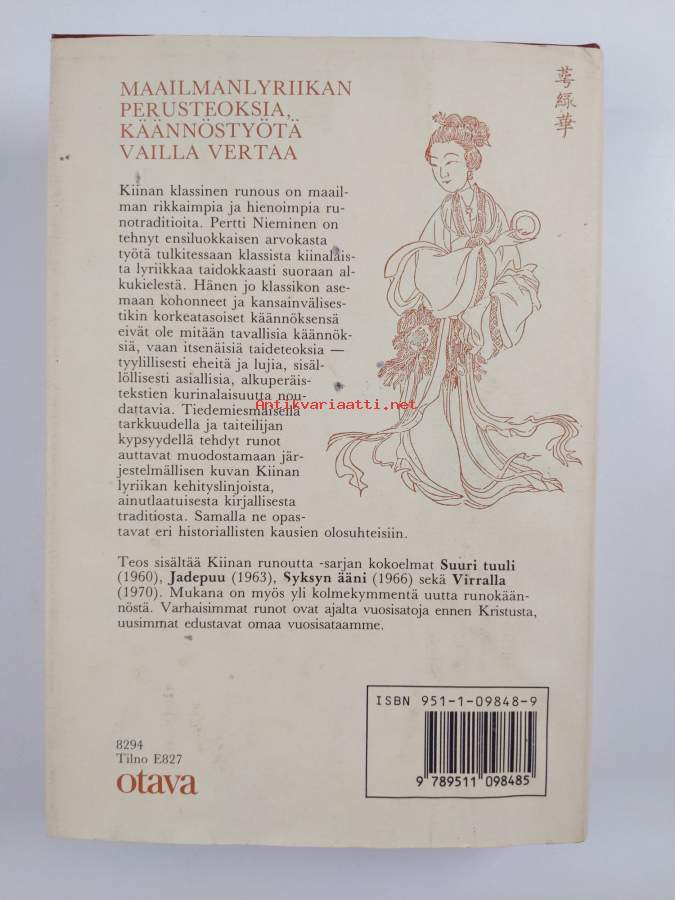 MAAILMANLYRIIKAN
PERUSTEOKSIA,
KÄÄNNÖSTYÖTÄ
VAILLA VERTAA
萼綠華
Kiinan klassinen runous on maail-
man rikkaimpia ja hienoimpia ru-
notraditioita. Pertti Nieminen on
tehnyt ensiluokkaisen arvokasta
työtä tulkitessaan klassista kiinalais-
ta lyriikkaa taidokkaasti suoraan al-
kukielestä. Hänen jo klassikon ase-
maan kohonneet ja kansainvälises-
tikin korkeatasoiset käännöksensä
eivät ole mitään tavallisia käännök-
siä, vaan itsenäisiä taideteoksia —
tyylillisesti eheitä ja lujia, sisäl-
löllisesti asiallisia, alkuperäis-
tekstien kurinalaisuutta nou-
dattavia. Tiedemiesmäisellä
tarkkuudella ja taiteilijan
kypsyydellä tehdyt runot
auttavat muodostamaan jär-
jestelmällisen kuvan Kiinan
lyriikan kehityslinjoista,
ainutlaatuisesta kirjallisesta
traditiosta. Samalla ne opas-
tavat eri historiallisten kausien olosuhteisiin.
Antikvariaatti.net
Teos sisältää Kiinan runoutta -sarjan kokoelmat Suuri tuuli
(1960), Jadepuu (1963), Syksyn ääni (1966) sekä Virralla
(1970). Mukana on myös yli kolmekymmentä uutta runokään-
nöstä. Varhaisimmat runot ovat ajalta vuosisatoja ennen Kristusta,
uusimmat edustavat omaa vuosisataamme.
ISBN 951-1-09848-9
9 789511 098485
8294
Tilno E827
otava